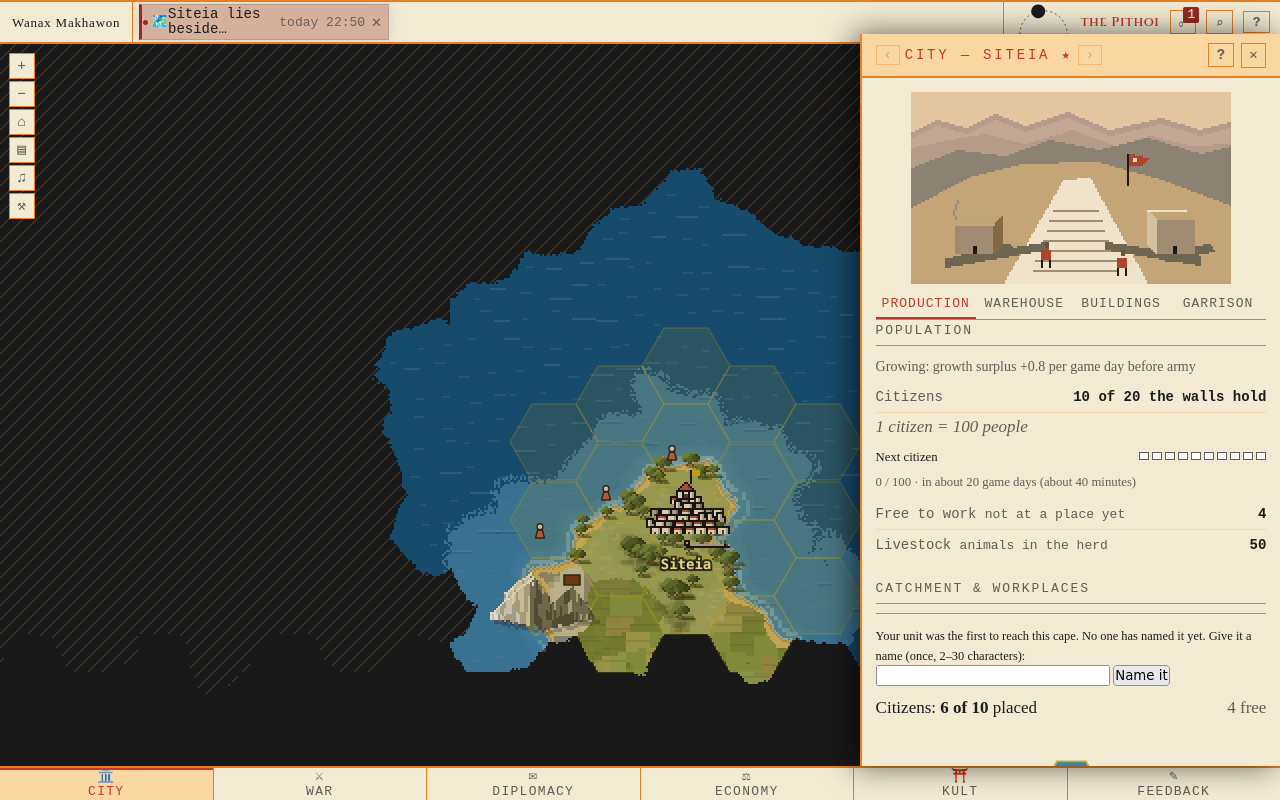 Wanax Makhawon
Siteia lies beside…
today 22:50 ✕
THE PITHOI
1
?
‹ CITY — SITEIA ★ ›
? ✕
+
−
PRODUCTION WAREHOUSE BUILDINGS GARRISON
POPULATION
Growing: growth surplus +0.8 per game day before army
Citizens 10 of 20 the walls hold
1 citizen = 100 people
Next citizen
0 / 100 · in about 20 game days (about 40 minutes)
Free to work not at a place yet 4
Livestock animals in the herd 50
CATCHMENT & WORKPLACES
Your unit was the first to reach this cape. No one has named it yet. Give it a
name (once, 2–30 characters):
Name it
Citizens: 6 of 10 placed 4 free
Siteia
CITY WAR DIPLOMACY ECONOMY KULT FEEDBACK